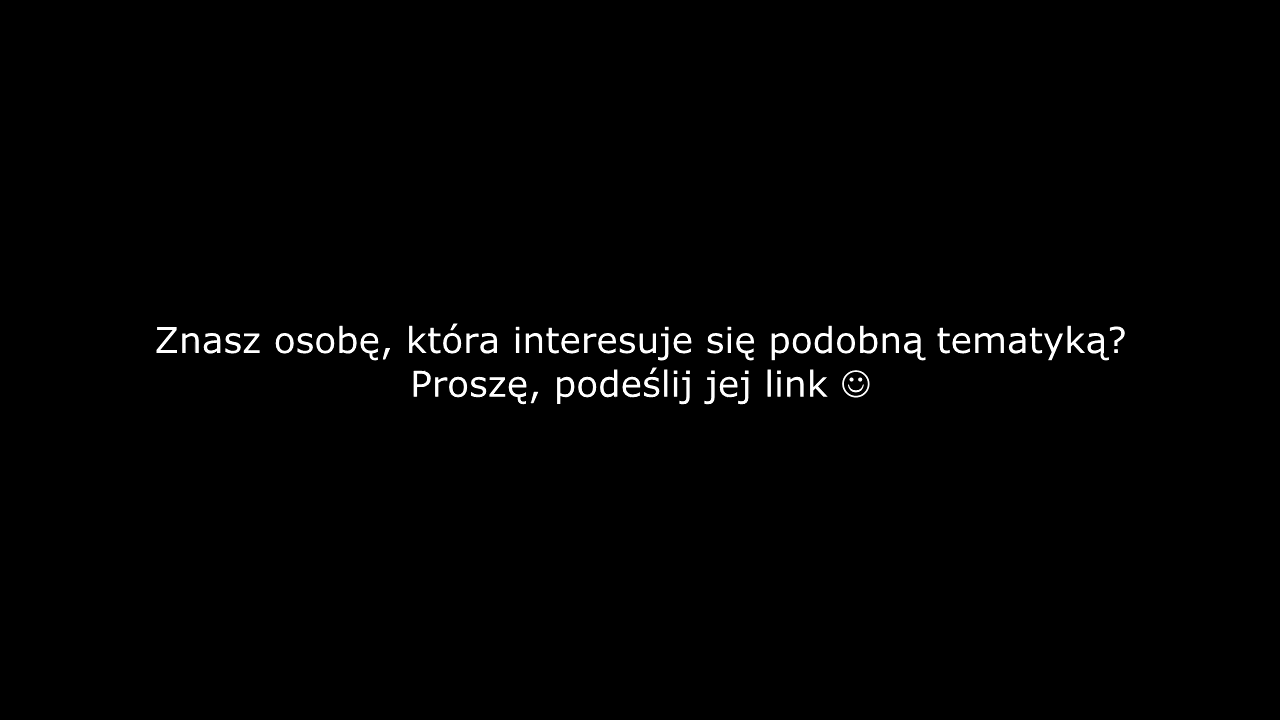 Znasz osobę, która interesuje się podobną tematyką?
Proszę, podeślij jej link ☺